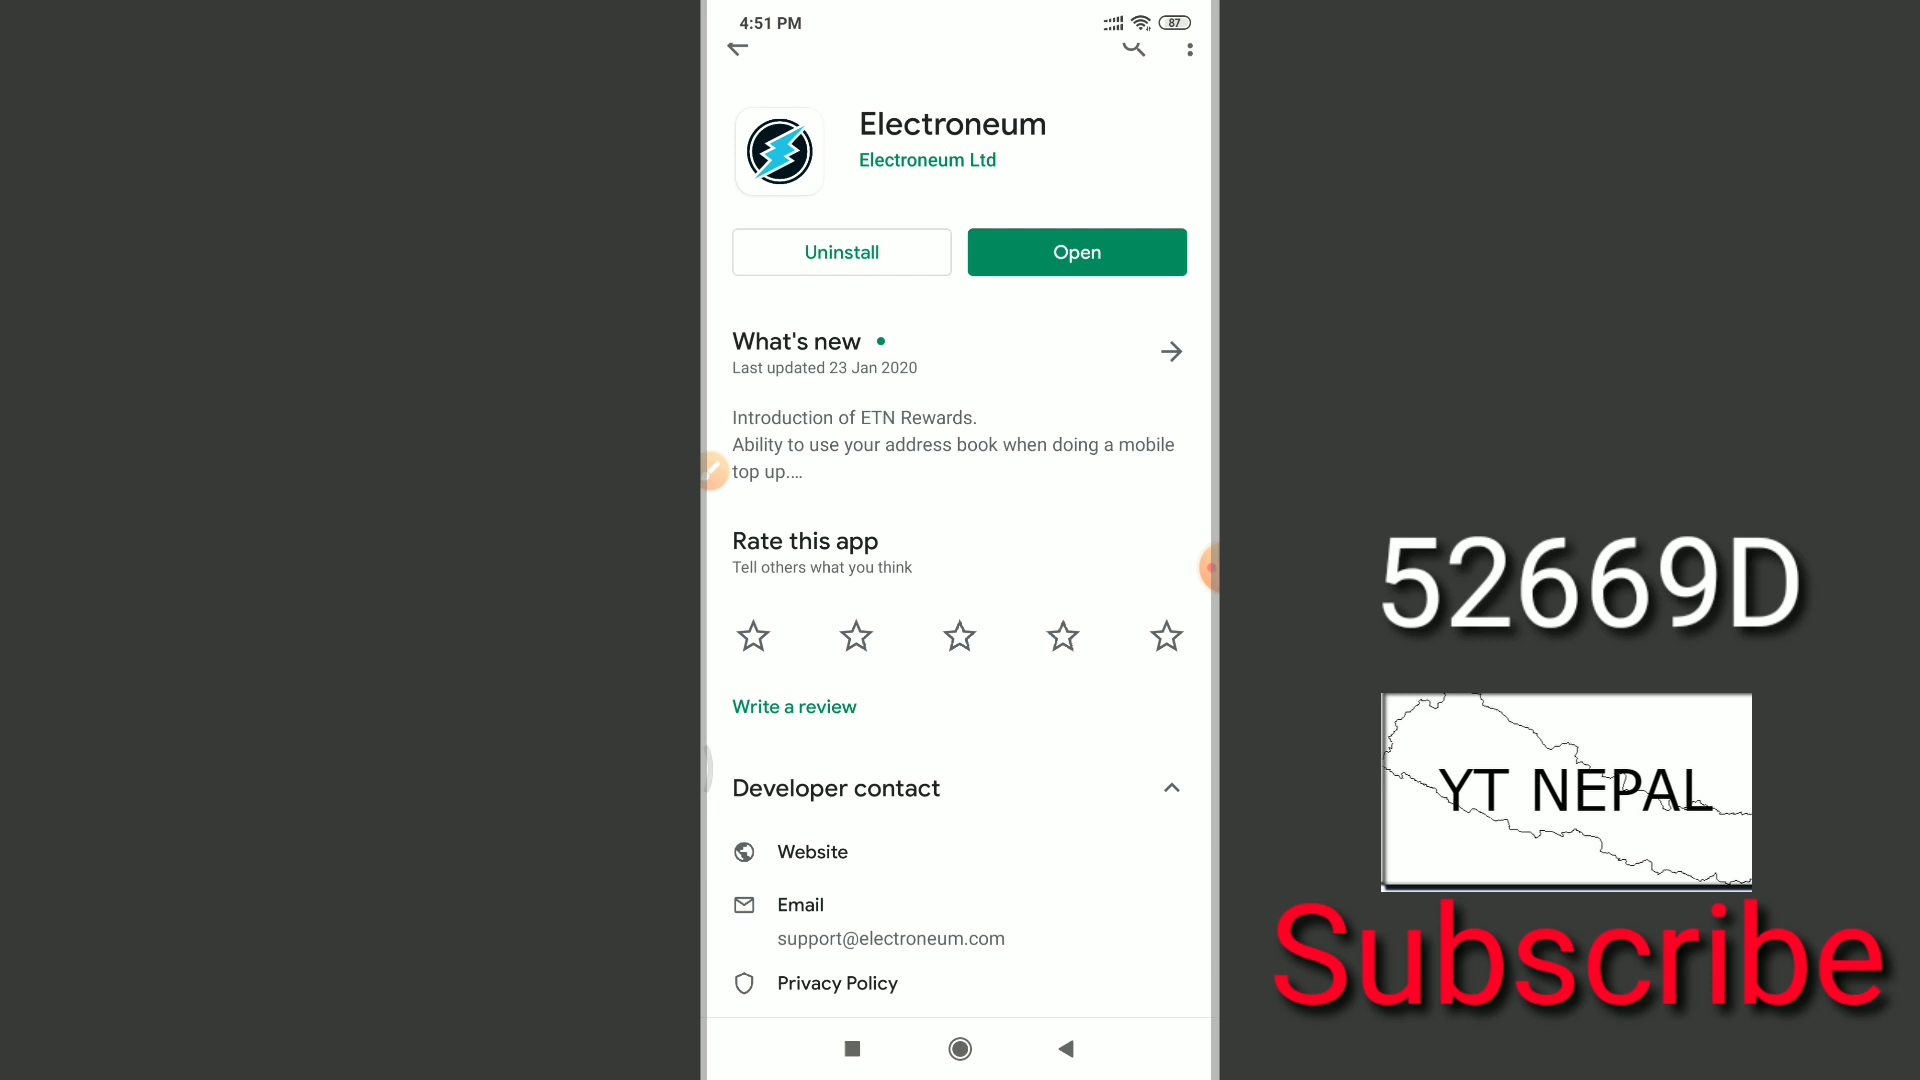 4:51 PM
87
Electroneum
Electroneum Ltd
Uninstall
Open
What's new
Last updated 23 Jan 2020
Introduction of ETN Rewards.
Ability to use your address book when doing a mobile
top up....
Rate this app
Tell others what you think
Write a review
Developer contact
Website
Email
support@electroneum.com
Privacy Policy
52669D
YT NEPAL
Subscribe